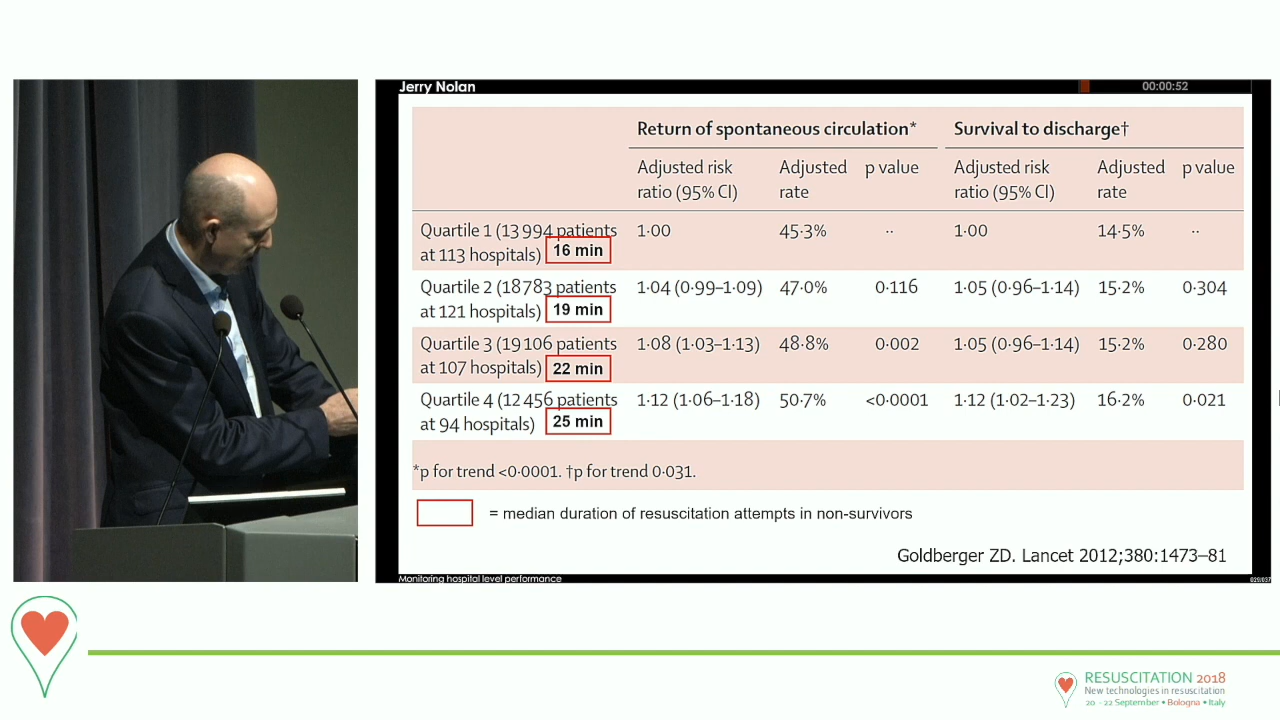 Jerry Nolan
00:00:52
Return of spontaneous circulation* Survival to discharge†
Adjusted risk ratio (95% CI) Adjusted rate p value Adjusted risk ratio (95% CI) Adjusted rate p value
Quartile 1 (13 994 patients 1·00 45·3% ·· 1·00 14·5% ··
at 113 hospitals) 16 min
Quartile 2 (18 783 patients 1·04 (0·99–1·09) 47·0% 0·116 1·05 (0·96–1·14) 15·2% 0·304
at 121 hospitals) 19 min
Quartile 3 (19 106 patients 1·08 (1·03–1·13) 48·8% 0·002 1·05 (0·96–1·14) 15·2% 0·280
at 107 hospitals) 22 min
Quartile 4 (12 456 patients 1·12 (1·06–1·18) 50·7% <0·0001 1·12 (1·02–1·23) 16·2% 0·021
at 94 hospitals) 25 min
*p for trend <0·0001. †p for trend 0·031.
= median duration of resuscitation attempts in non-survivors
Goldberger ZD. Lancet 2012;380:1473–81
Monitoring hospital level performance
RESUSCITATION 2018
New technologies in resuscitation
20 - 22 September • Bologna • Italy